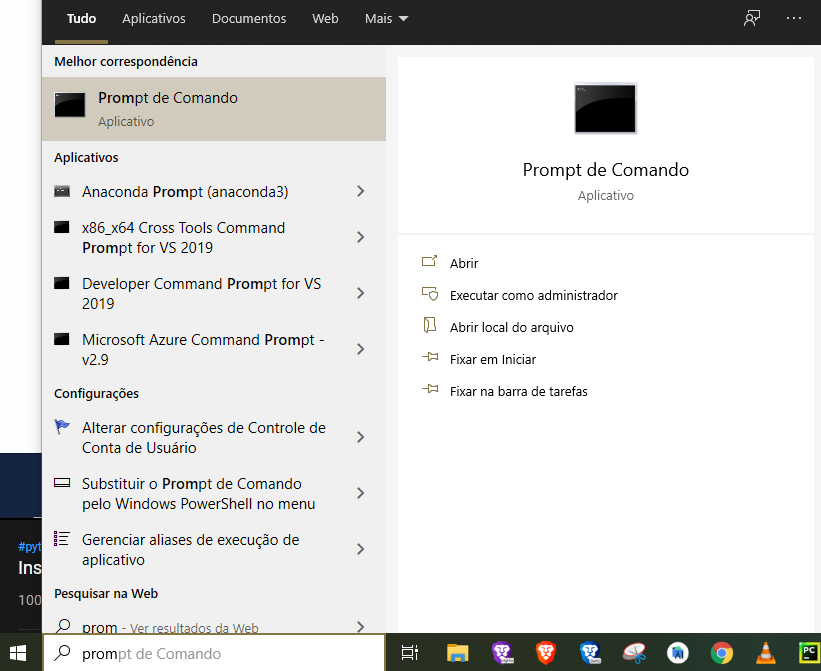 Tudo Aplicativos Documentos Web Mais
Melhor correspondência
Prompt de Comando
Aplicativo
Aplicativos
Anaconda Prompt (anaconda3)
x86_x64 Cross Tools Command
Prompt for VS 2019
Developer Command Prompt for VS
2019
Microsoft Azure Command Prompt -
v2.9
Configurações
Alterar configurações de Controle de
Conta de Usuário
Substituir o Prompt de Comando
pelo Windows PowerShell no menu
Gerenciar aliases de execução de
aplicativo
Pesquisar na Web
prom - Ver resultados da Web
prompt de Comando
Prompt de Comando
Aplicativo
Abrir
Executar como administrador
Abrir local do arquivo
Fixar em Iniciar
Fixar na barra de tarefas
#pyt
Ins
100
PC